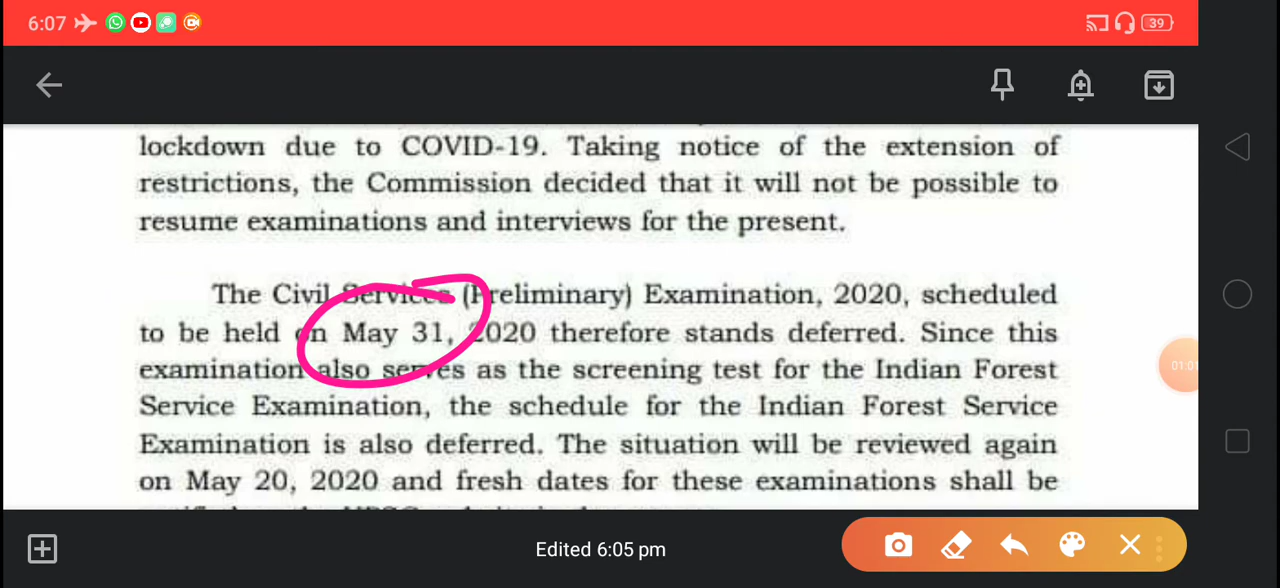 6:07
39
lockdown due to COVID-19. Taking notice of the extension of
restrictions, the Commission decided that it will not be possible to
resume examinations and interviews for the present.
The Civil Services (Preliminary) Examination, 2020, scheduled
to be held on May 31, 2020 therefore stands deferred. Since this
examination also serves as the screening test for the Indian Forest
01:01
Service Examination, the schedule for the Indian Forest Service
Examination is also deferred. The situation will be reviewed again
on May 20, 2020 and fresh dates for these examinations shall be
Edited 6:05 pm